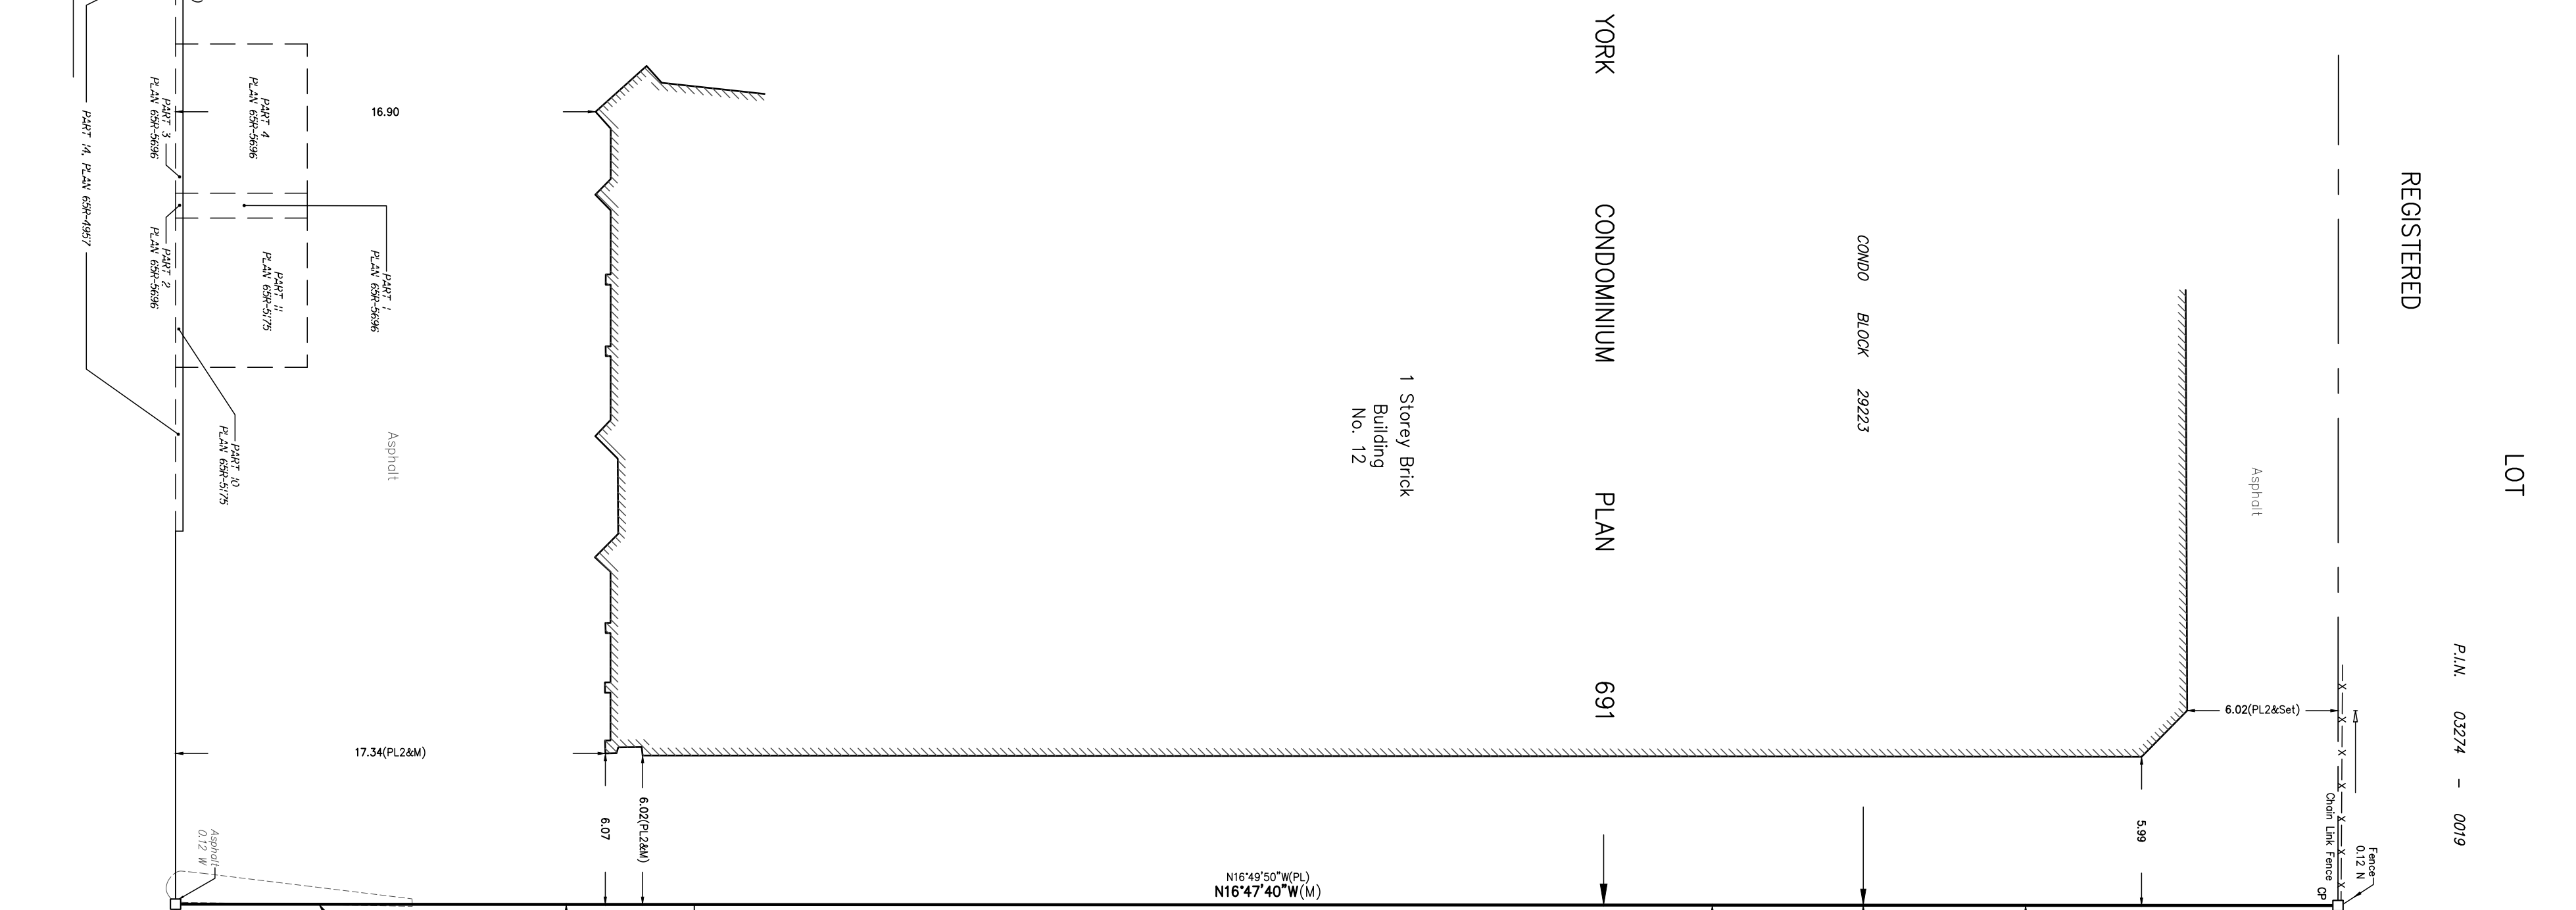 YORK CONDOMINIUM PLAN 691
REGISTERED
LOT
P.I.N. 03274 - 0019
CONDO BLOCK 29223
1 Storey Brick
Building
No. 12
Asphalt
Asphalt
16.90
PART 4
PLAN 65R-5696
PART 3
PLAN 65R-5696
PART 14, PLAN 65R-4957
PART 2
PLAN 65R-5696
PART 11
PLAN 65R-5175
PART 1
PLAN 65R-5696
PART 10
PLAN 65R-5175
17.34(PL2&M)
6.07
6.02(PL2&M)
6.02(PL2&Set)
5.99
Chain Link Fence
CP
Fence
0.12 N
Asphalt
0.12 W
N16°49'50"W(PL)
N16°47'40"W(M)